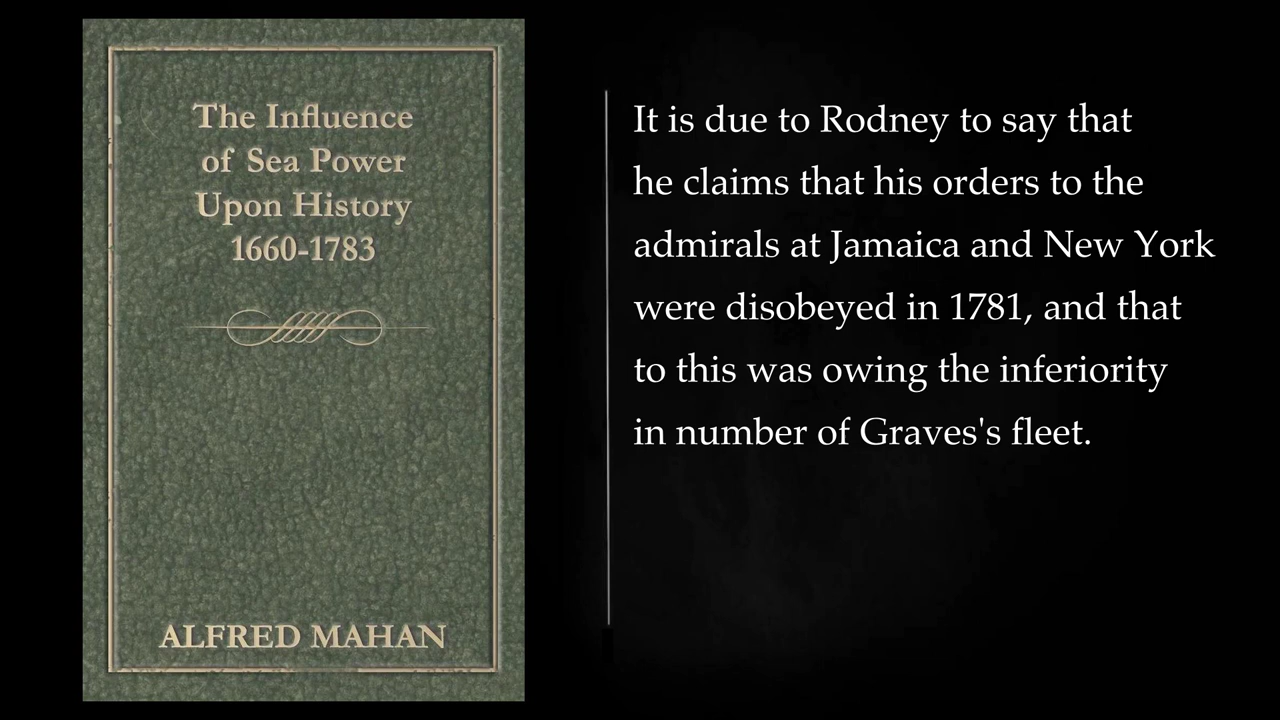 The Influence
of Sea Power
Upon History
1660-1783
ALFRED MAHAN
It is due to Rodney to say that
he claims that his orders to the
admirals at Jamaica and New York
were disobeyed in 1781, and that
to this was owing the inferiority
in number of Graves's fleet.